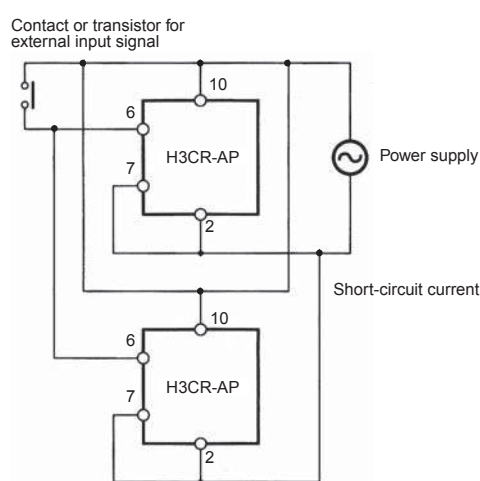 Contact or transistor for
external input signal
10
6
H3CR-AP
Power supply
7
2
Short-circuit current
10
6
H3CR-AP
7
2